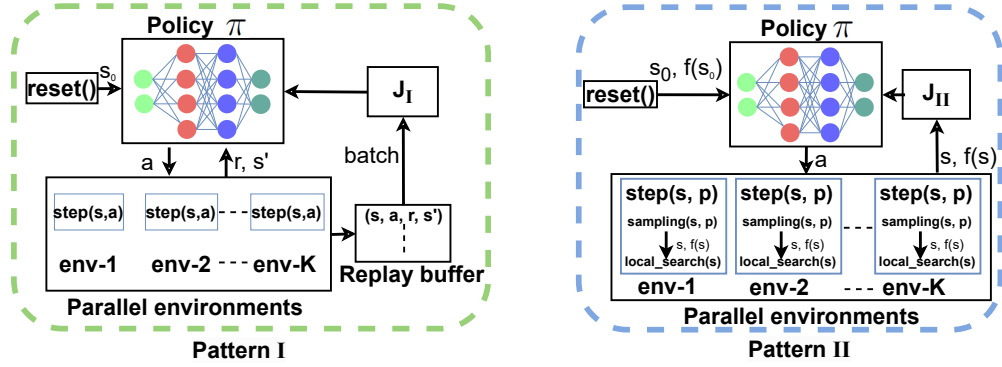 Policy π
reset()
s₀
J_I
a
r, s'
batch
step(s,a)
step(s,a)
step(s,a)
env-1
env-2
env-K
(s, a, r, s')
Replay buffer
Parallel environments
Pattern I
Policy π
reset()
s₀, f(s₀)
J_II
a
s, f(s)
step(s, p)
sampling(s, p)
s, f(s)
local_search(s)
env-1
step(s, p)
sampling(s, p)
s, f(s)
local_search(s)
env-2
step(s, p)
sampling(s, p)
s, f(s)
local_search(s)
env-K
Parallel environments
Pattern II